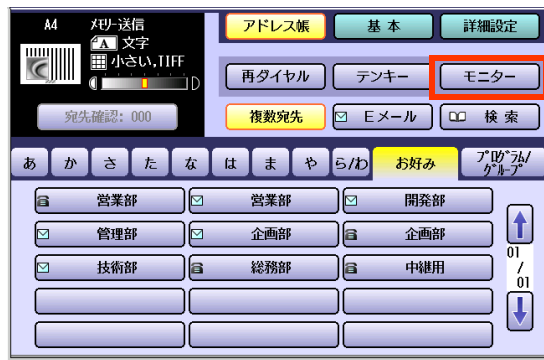 A4 ﾒﾓﾘｰ送信
A 文字
小さい,TIFF
D
宛先確認: 000
アドレス帳 基本 詳細設定
再ダイヤル テンキー モニター
複数宛先 Eメール 検索
あ か さ た な は ま や ら/わ お好み ﾌﾟﾛｸﾞﾗﾑ/
ｸﾞﾙｰﾌﾟ
営業部 営業部 開発部
管理部 企画部 企画部
技術部 総務部 中継用
01
/
01